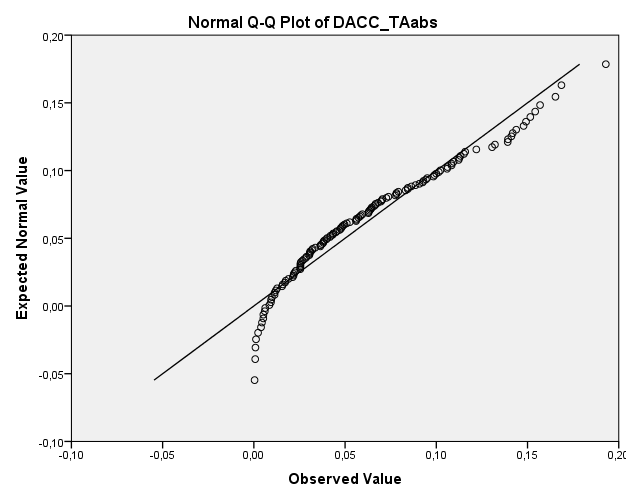 Normal Q-Q Plot of DACC_TAabs
Expected Normal Value
0,20
0,15
0,10
0,05
0,00
-0,05
-0,10
-0,10 -0,05 0,00 0,05 0,10 0,15 0,20
Observed Value